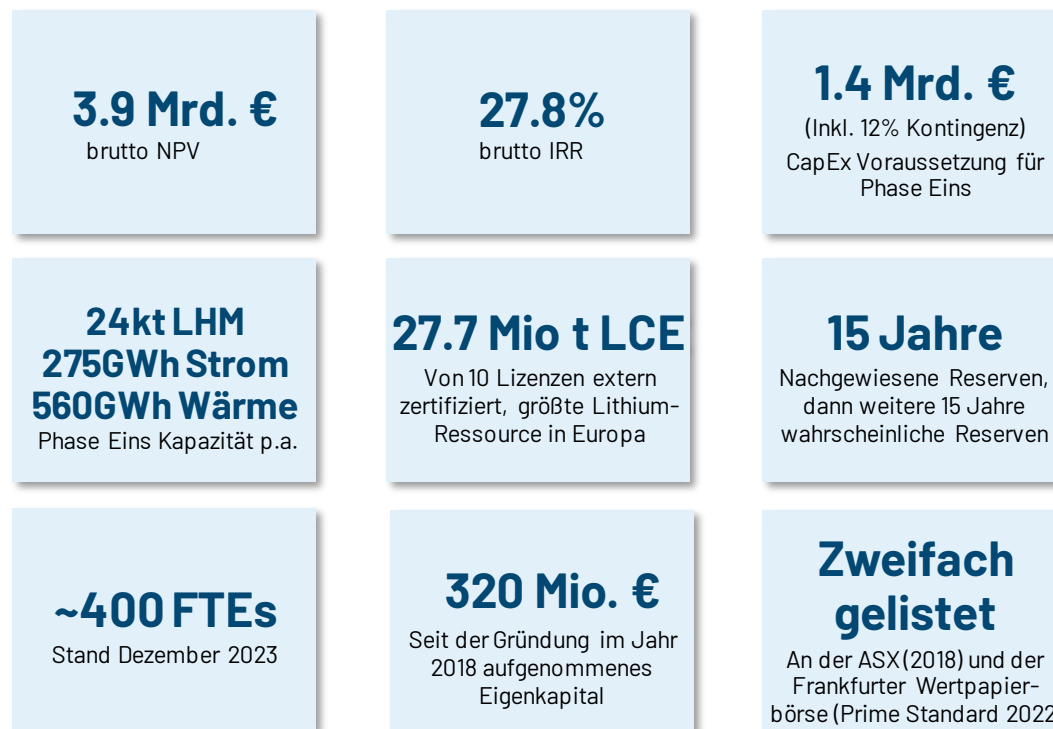 3.9 Mrd. €
brutto NPV
27.8%
brutto IRR
1.4 Mrd. €
(Inkl. 12% Kontingenz)
CapEx Voraussetzung für
Phase Eins
24kt LHM
275GWh Strom
560GWh Wärme
Phase Eins Kapazität p.a.
27.7 Mio t LCE
Von 10 Lizenzen extern
zertifiziert, größte Lithium-
Ressource in Europa
15 Jahre
Nachgewiesene Reserven,
dann weitere 15 Jahre
wahrscheinliche Reserven
~400 FTEs
Stand Dezember 2023
320 Mio. €
Seit der Gründung im Jahr
2018 aufgenommenes
Eigenkapital
Zweifach
gelistet
An der ASX (2018) und der
Frankfurter Wertpapier-
börse (Prime Standard 2022